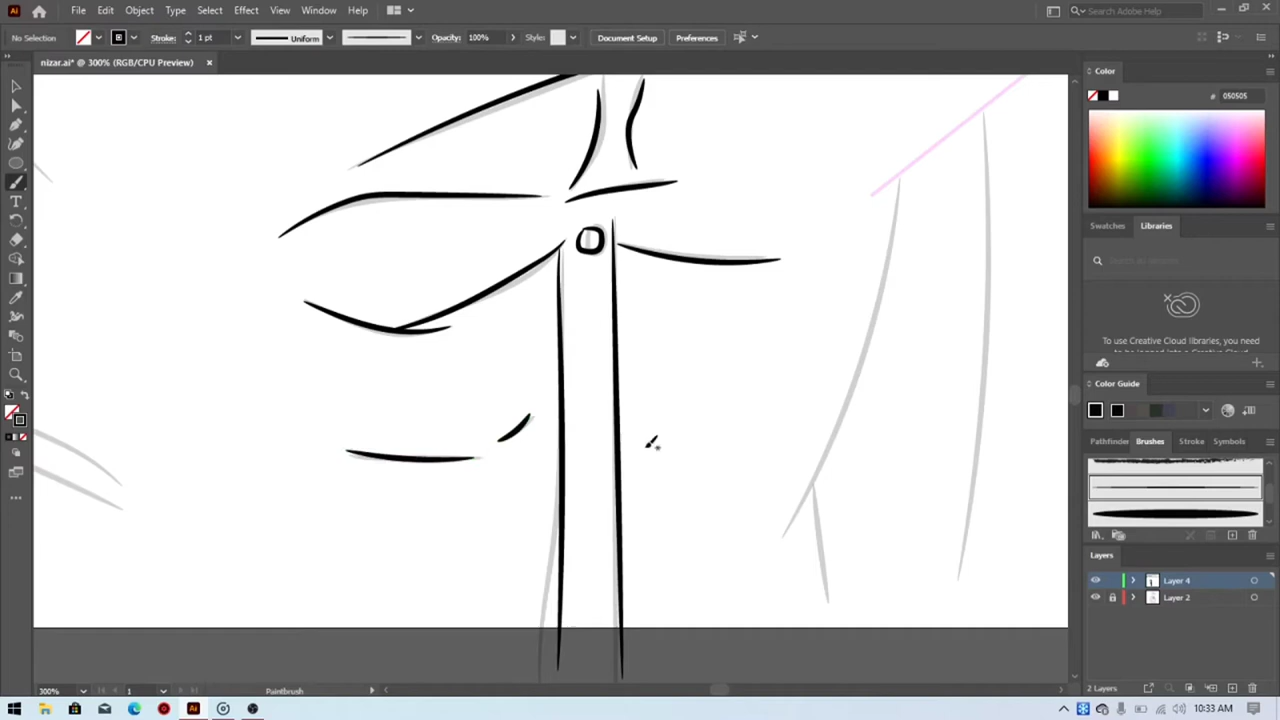 File Edit Object Type Select Effect View Window Help
Search Adobe Help
No Selection Stroke: 1 pt Uniform Opacity: 100% Style: Document Setup Preferences
nizar.ai* @ 300% (RGB/CPU Preview) ×
Color
# 050505
Swatches Libraries
To use Creative Cloud libraries, you need
Color Guide
Pathfinder Brushes Stroke Symbols
Layers
Layer 4
Layer 2
300% 1 Paintbrush 2 Layers
10:33 AM